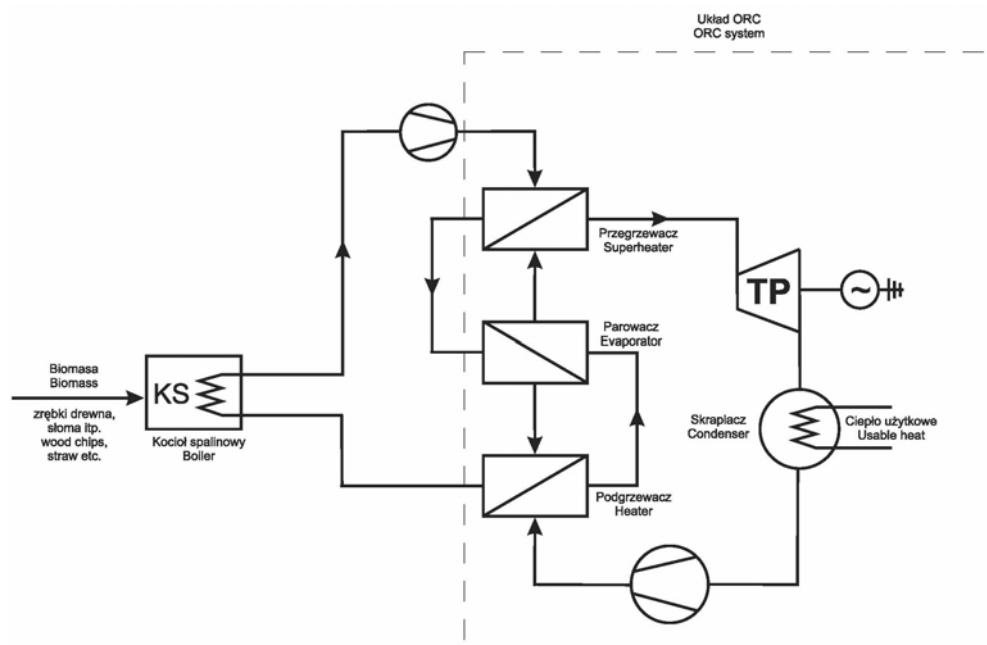 Układ ORC
ORC system
Przegrzewacz
Superheater
TP
~
Parowacz
Evaporator
Biomasa
Biomass
zrębki drewna,
słoma itp.
wood chips,
straw etc.
KS
Kocioł spalinowy
Boiler
Skraplacz
Condenser
Ciepło użytkowe
Usable heat
Podgrzewacz
Heater